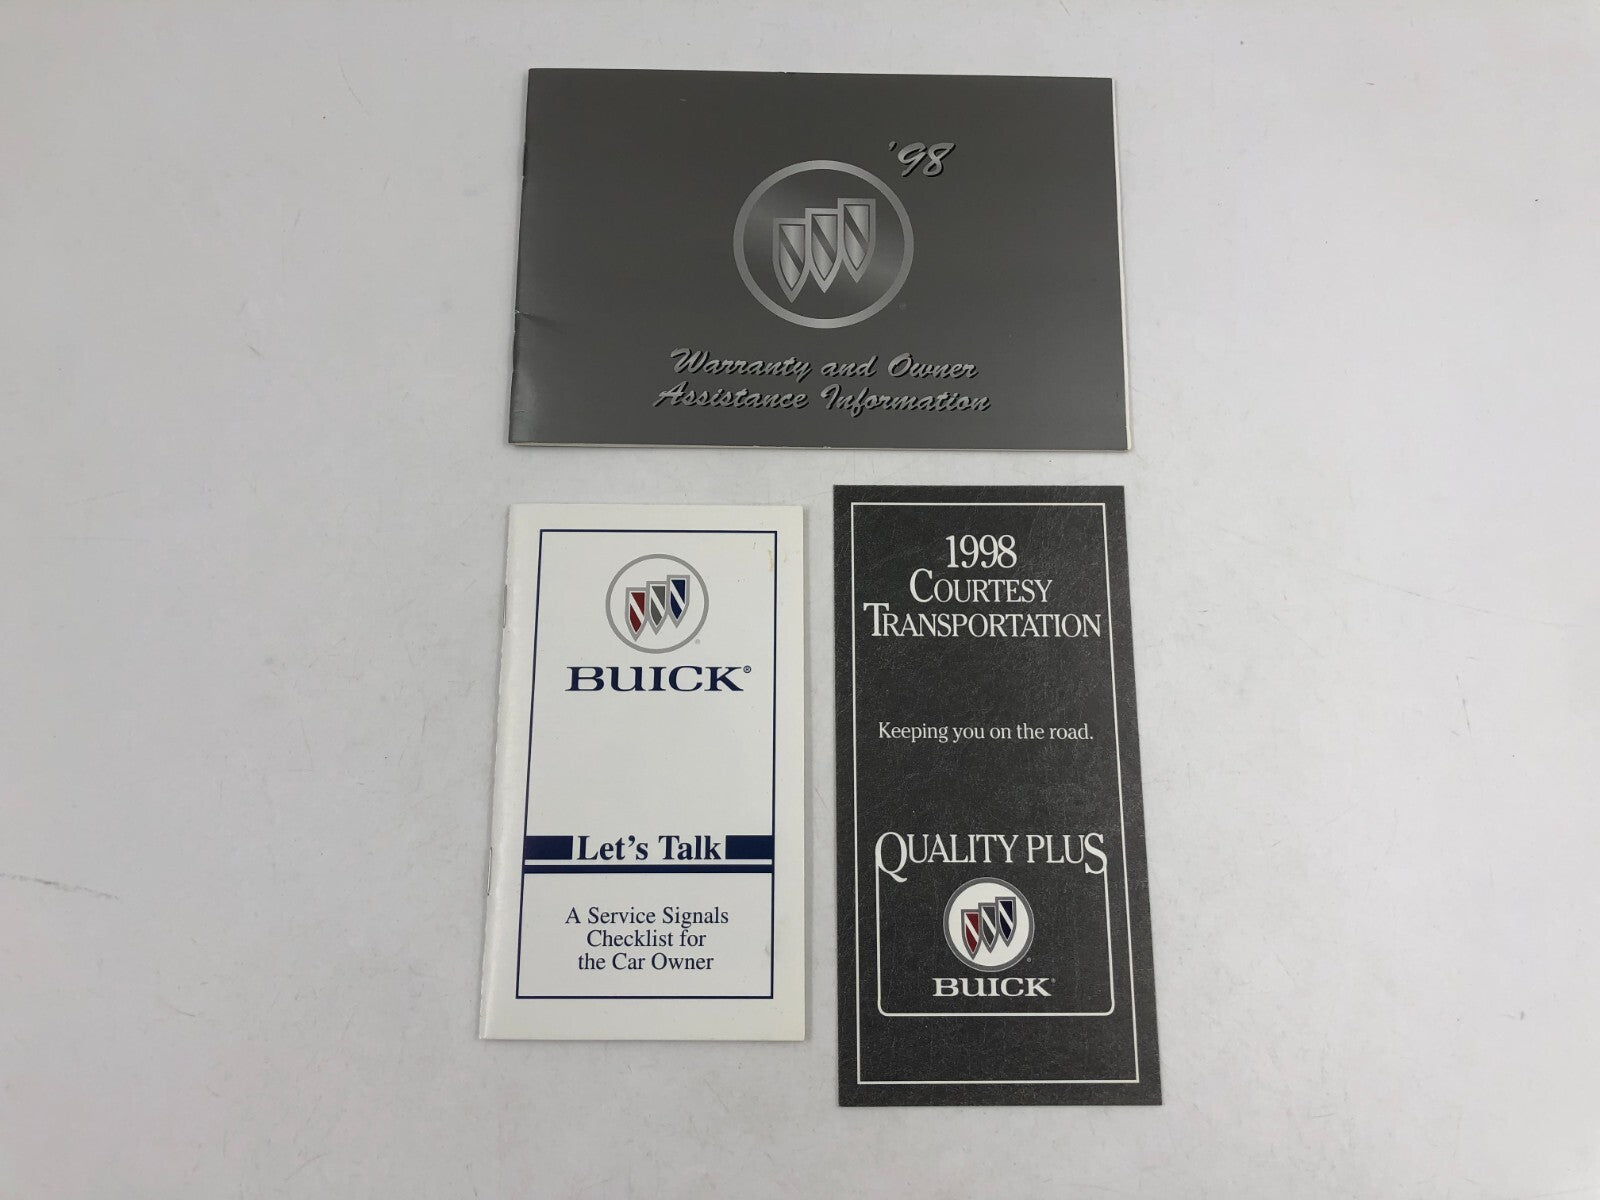 '98
Warranty and Owner
Assistance Information
BUICK®
Let's Talk
A Service Signals
Checklist for
the Car Owner
1998
COURTESY
TRANSPORTATION
Keeping you on the road.
QUALITY PLUS
BUICK®